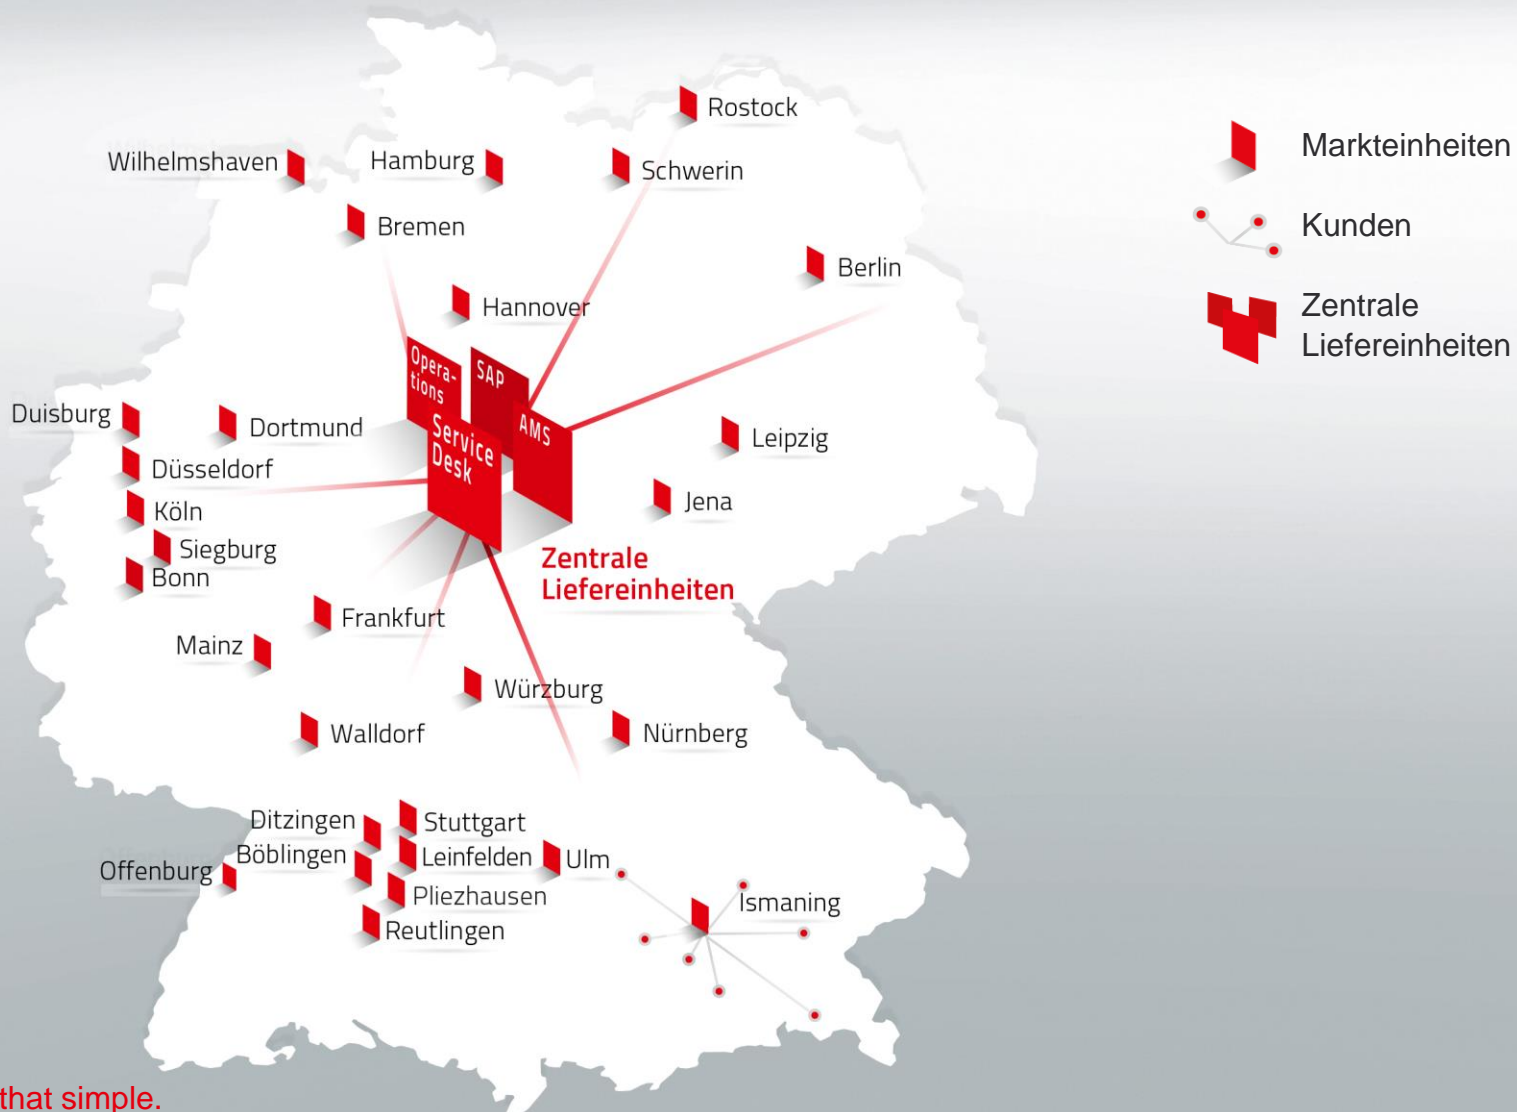 Rostock
Wilhelmshaven
Hamburg
Schwerin
Bremen
Berlin
Hannover
Opera-
tions
SAP
AMS
Service
Desk
Duisburg
Dortmund
Leipzig
Düsseldorf
Köln
Jena
Siegburg
Bonn
Zentrale
Liefereinheiten
Frankfurt
Mainz
Würzburg
Walldorf
Nürnberg
Ditzingen
Stuttgart
Böblingen
Leinfelden
Ulm
Offenburg
Pliezhausen
Ismaning
Reutlingen
Markteinheiten
Kunden
Zentrale
Liefereinheiten
that simple.